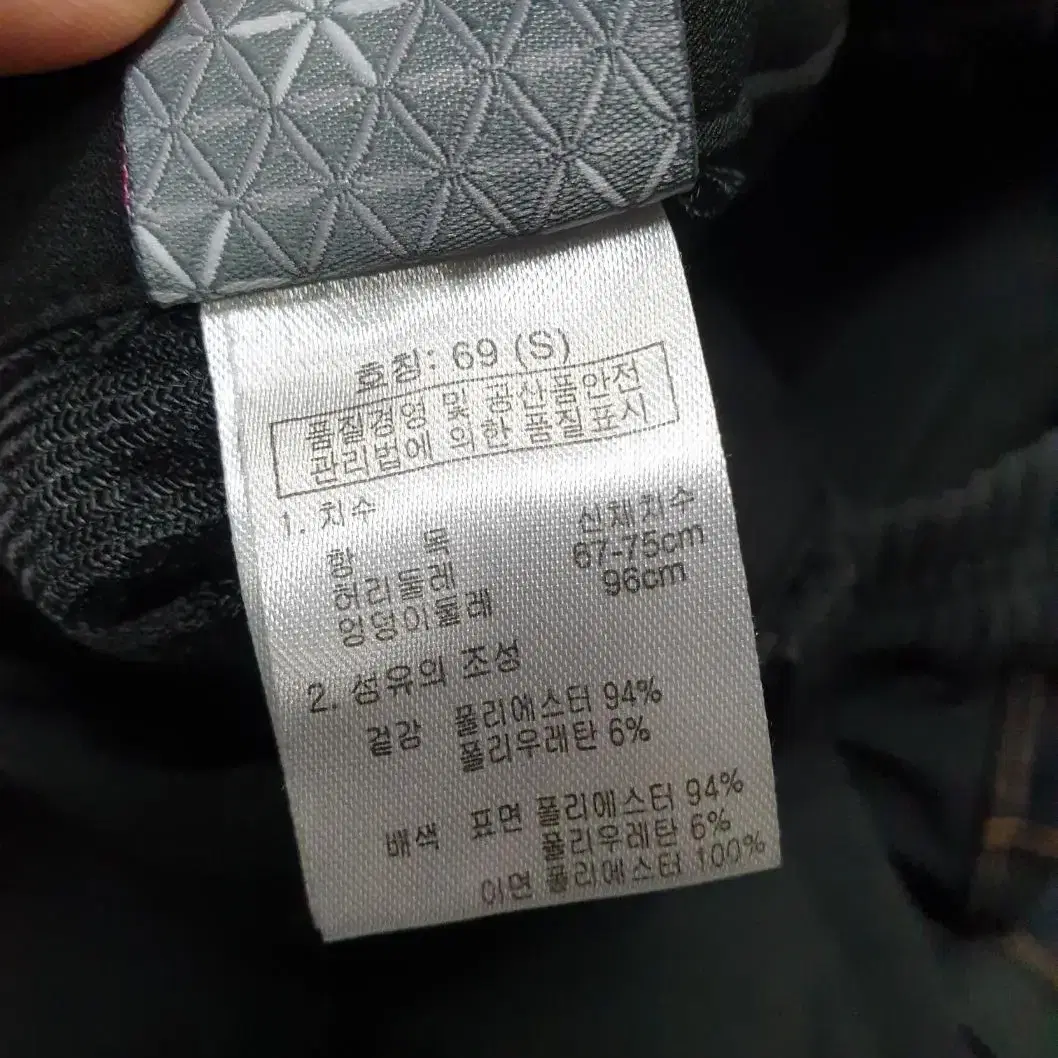 호칭: 69 (S)
품질경영 및 공산품안전
관리법에 의한 품질표시
1. 치수
항 목 신체치수
허리둘레 67-75cm
엉덩이둘레 96cm
2. 섬유의 조성
겉감 폴리에스터 94%
폴리우레탄 6%
배색 표면 폴리에스터 94%
폴리우레탄 6%
이면 폴리에스터 100%